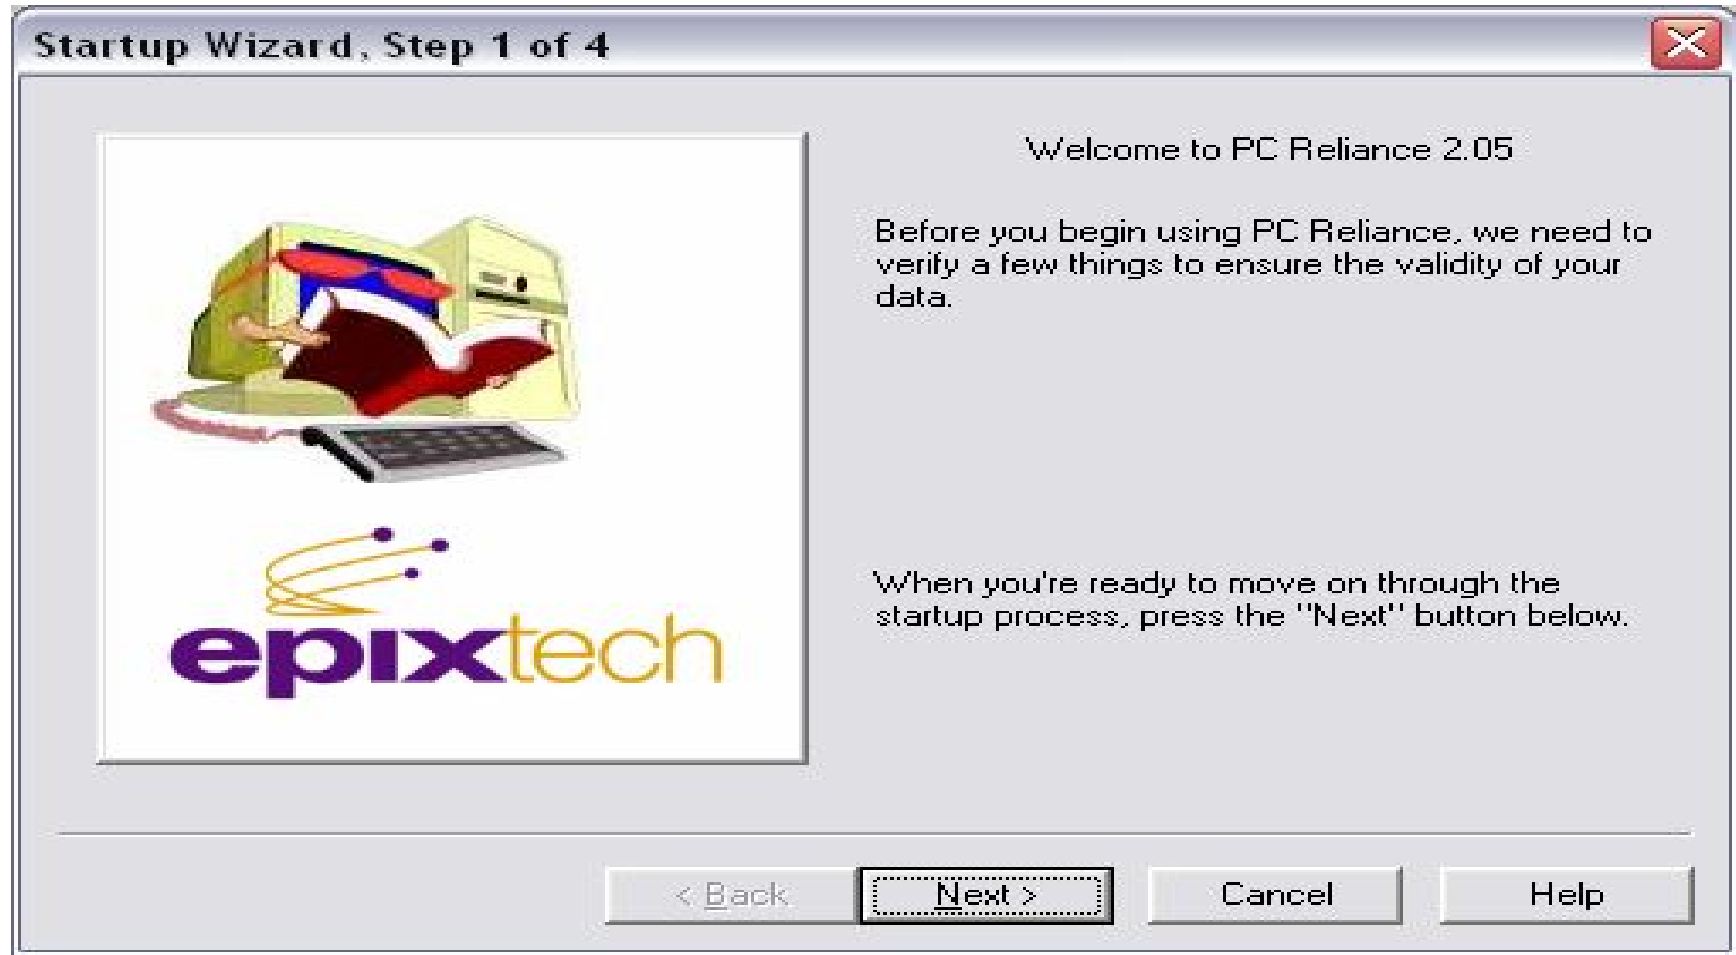 Startup Wizard, Step 1 of 4
Welcome to PC Reliance 2.05
Before you begin using PC Reliance, we need to
verify a few things to ensure the validity of your
data.
epixtech
When you're ready to move on through the
startup process, press the "Next" button below.
< Back
Next >
Cancel
Help